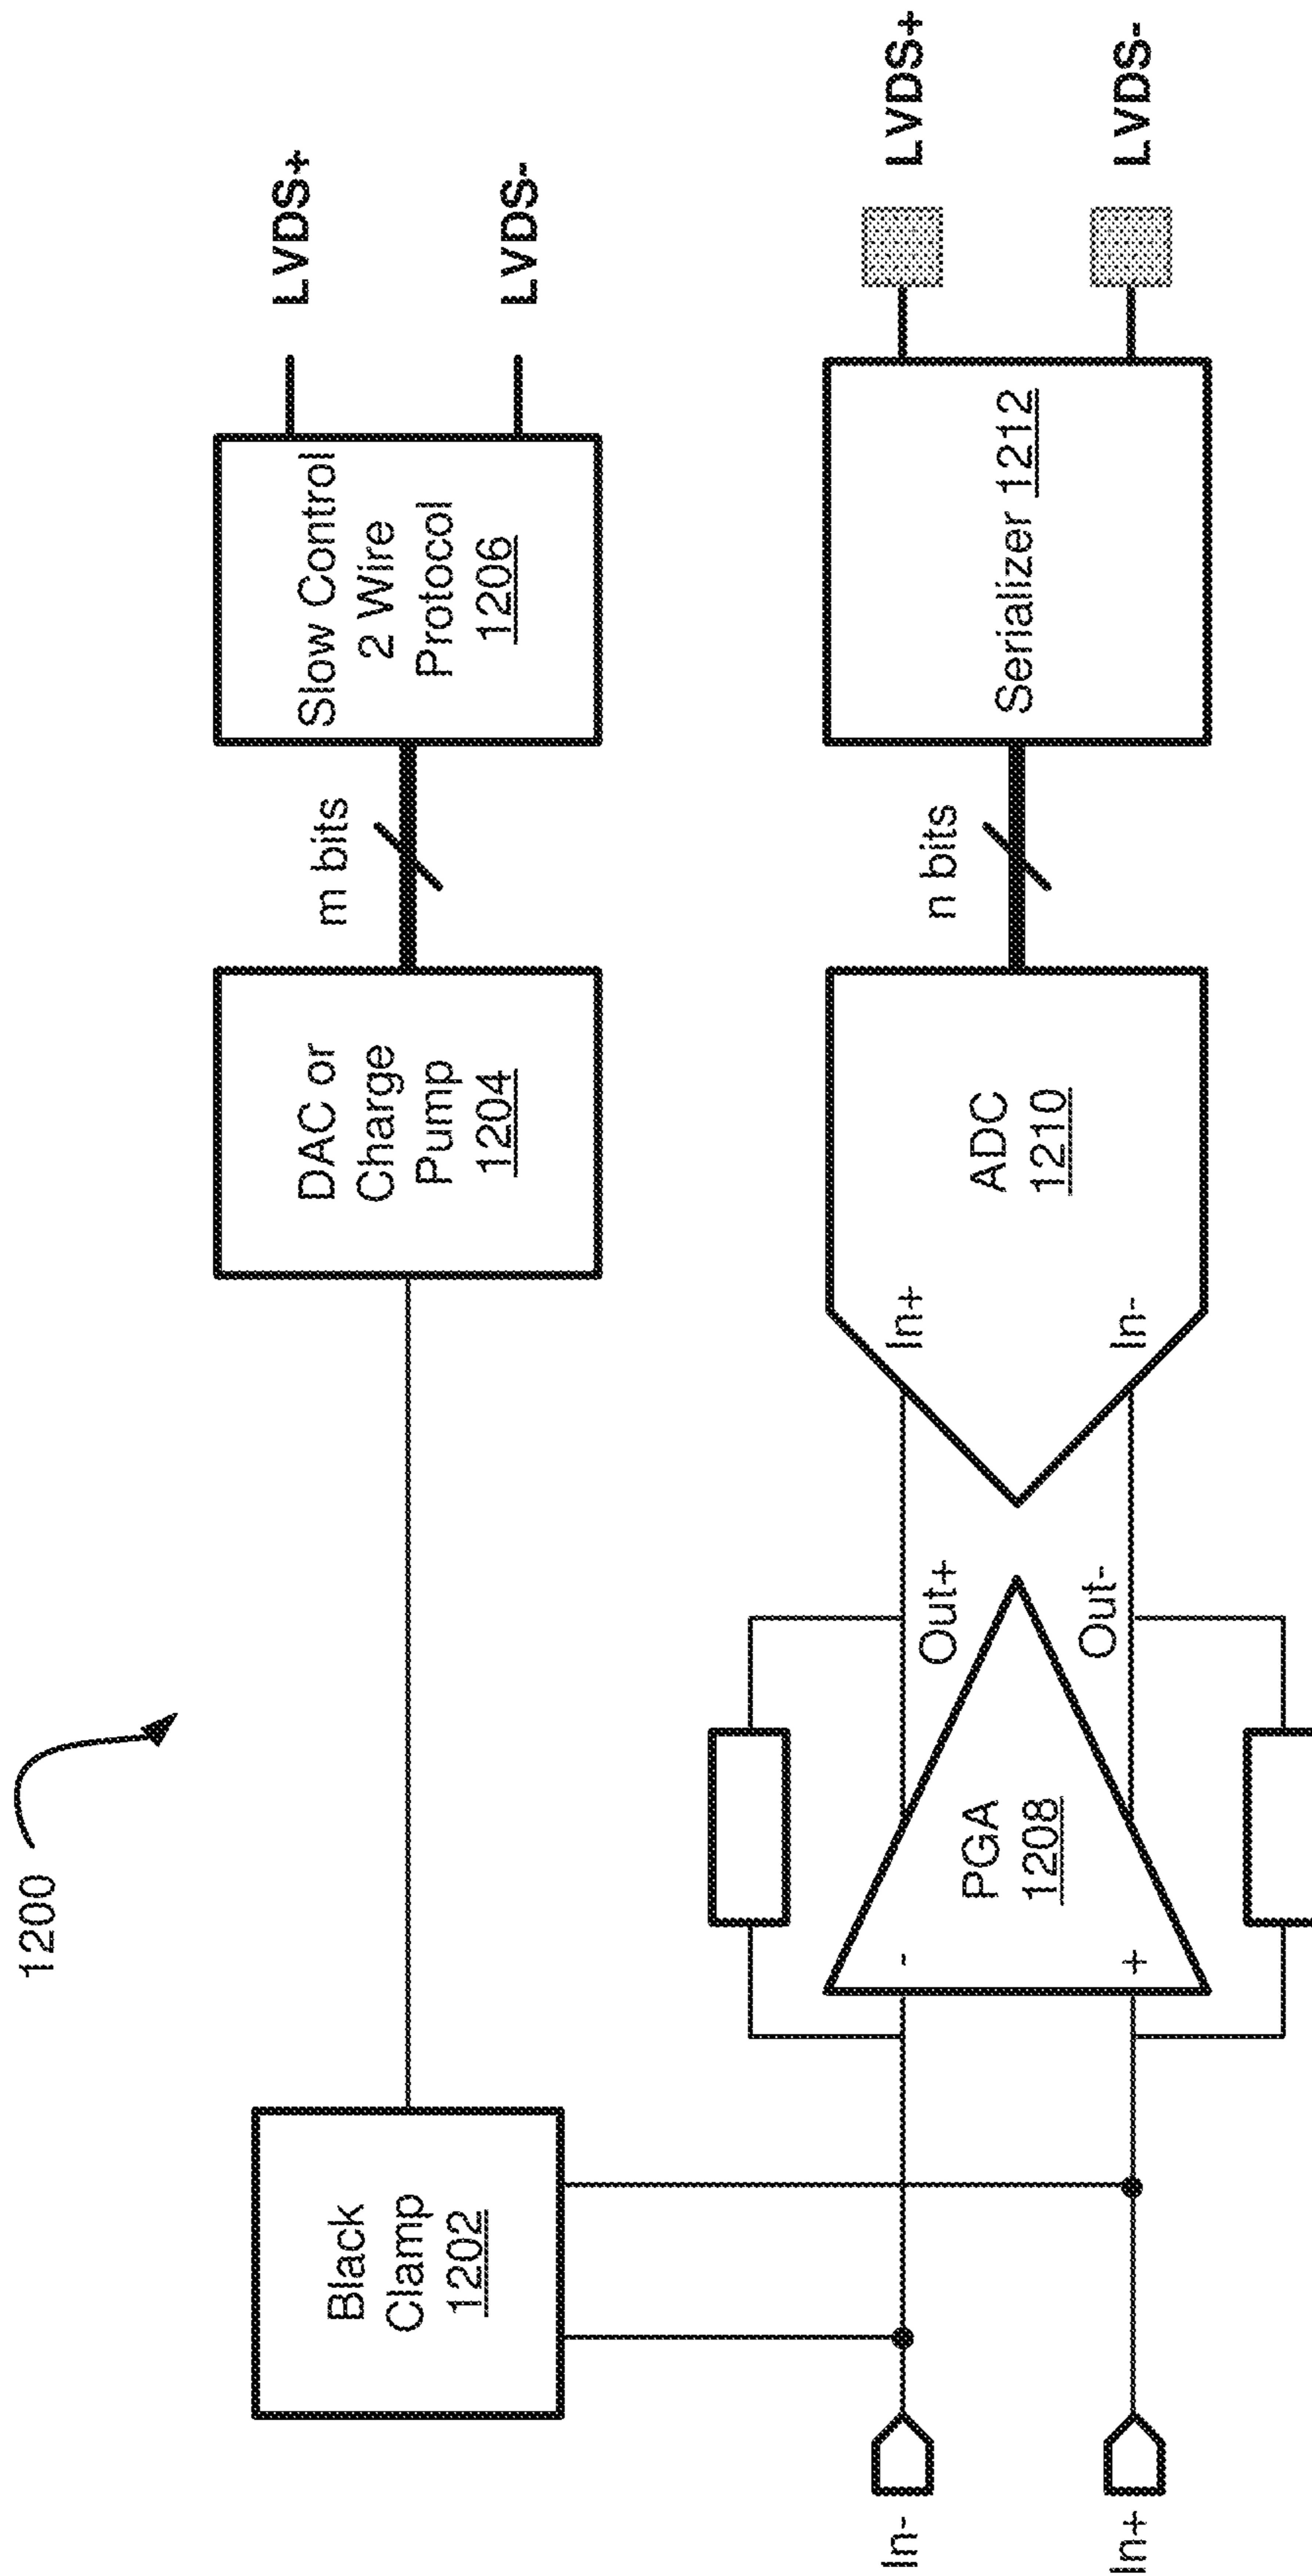 1200
Black
Clamp
1202
DAC or
Charge
Pump
1204
m bits
Slow Control
2 Wire
Protocol
1206
LVDS+
LVDS-
In-
In+
-
+
PGA
1208
Out+
Out-
In+
In-
ADC
1210
n bits
Serializer 1212
LVDS+
LVDS-